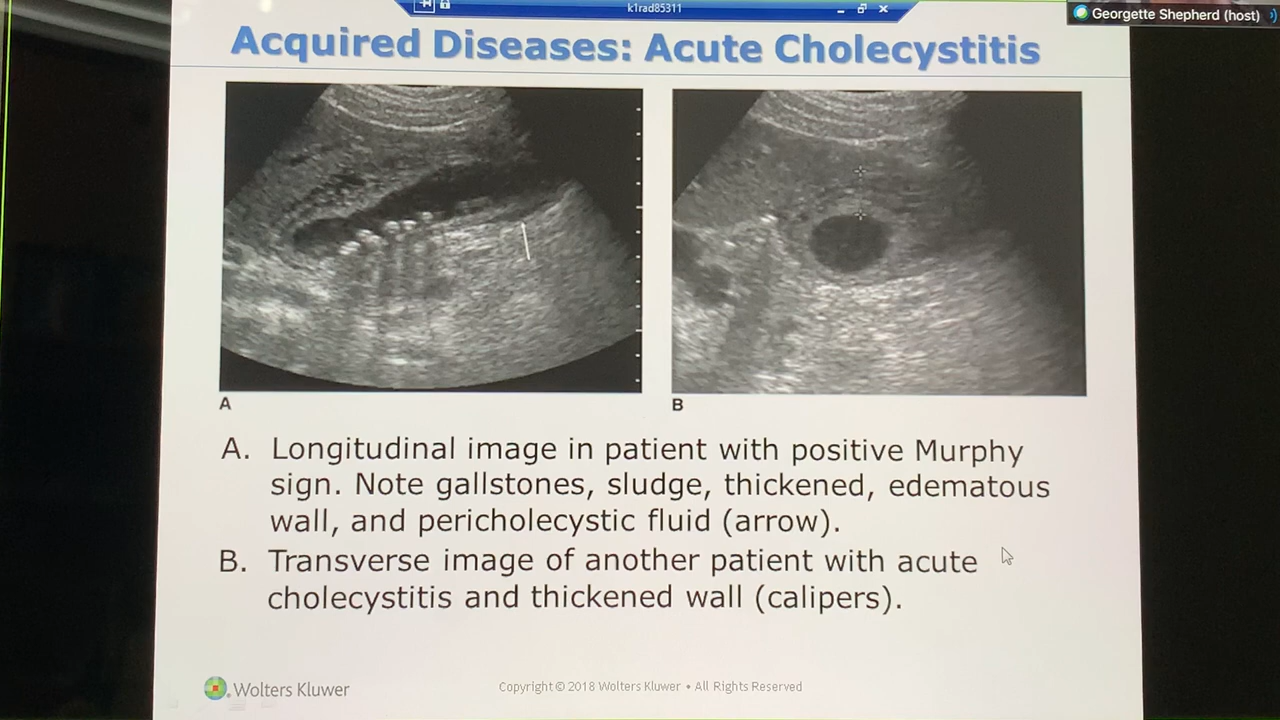 k1rad85311
Georgette Shepherd (host)
Acquired Diseases: Acute Cholecystitis
A
B
A. Longitudinal image in patient with positive Murphy
sign. Note gallstones, sludge, thickened, edematous
wall, and pericholecystic fluid (arrow).
B. Transverse image of another patient with acute
cholecystitis and thickened wall (calipers).
Wolters Kluwer
Copyright © 2018 Wolters Kluwer • All Rights Reserved